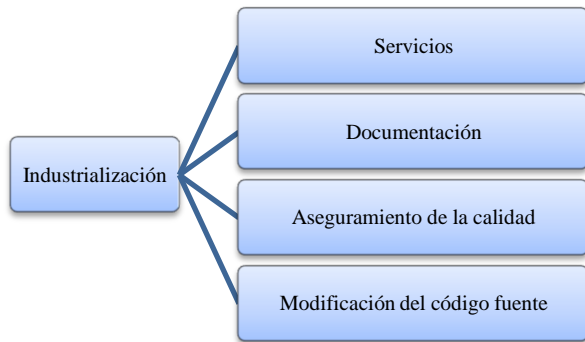 Servicios
Documentación
Industrialización
Aseguramiento de la calidad
Modificación del código fuente